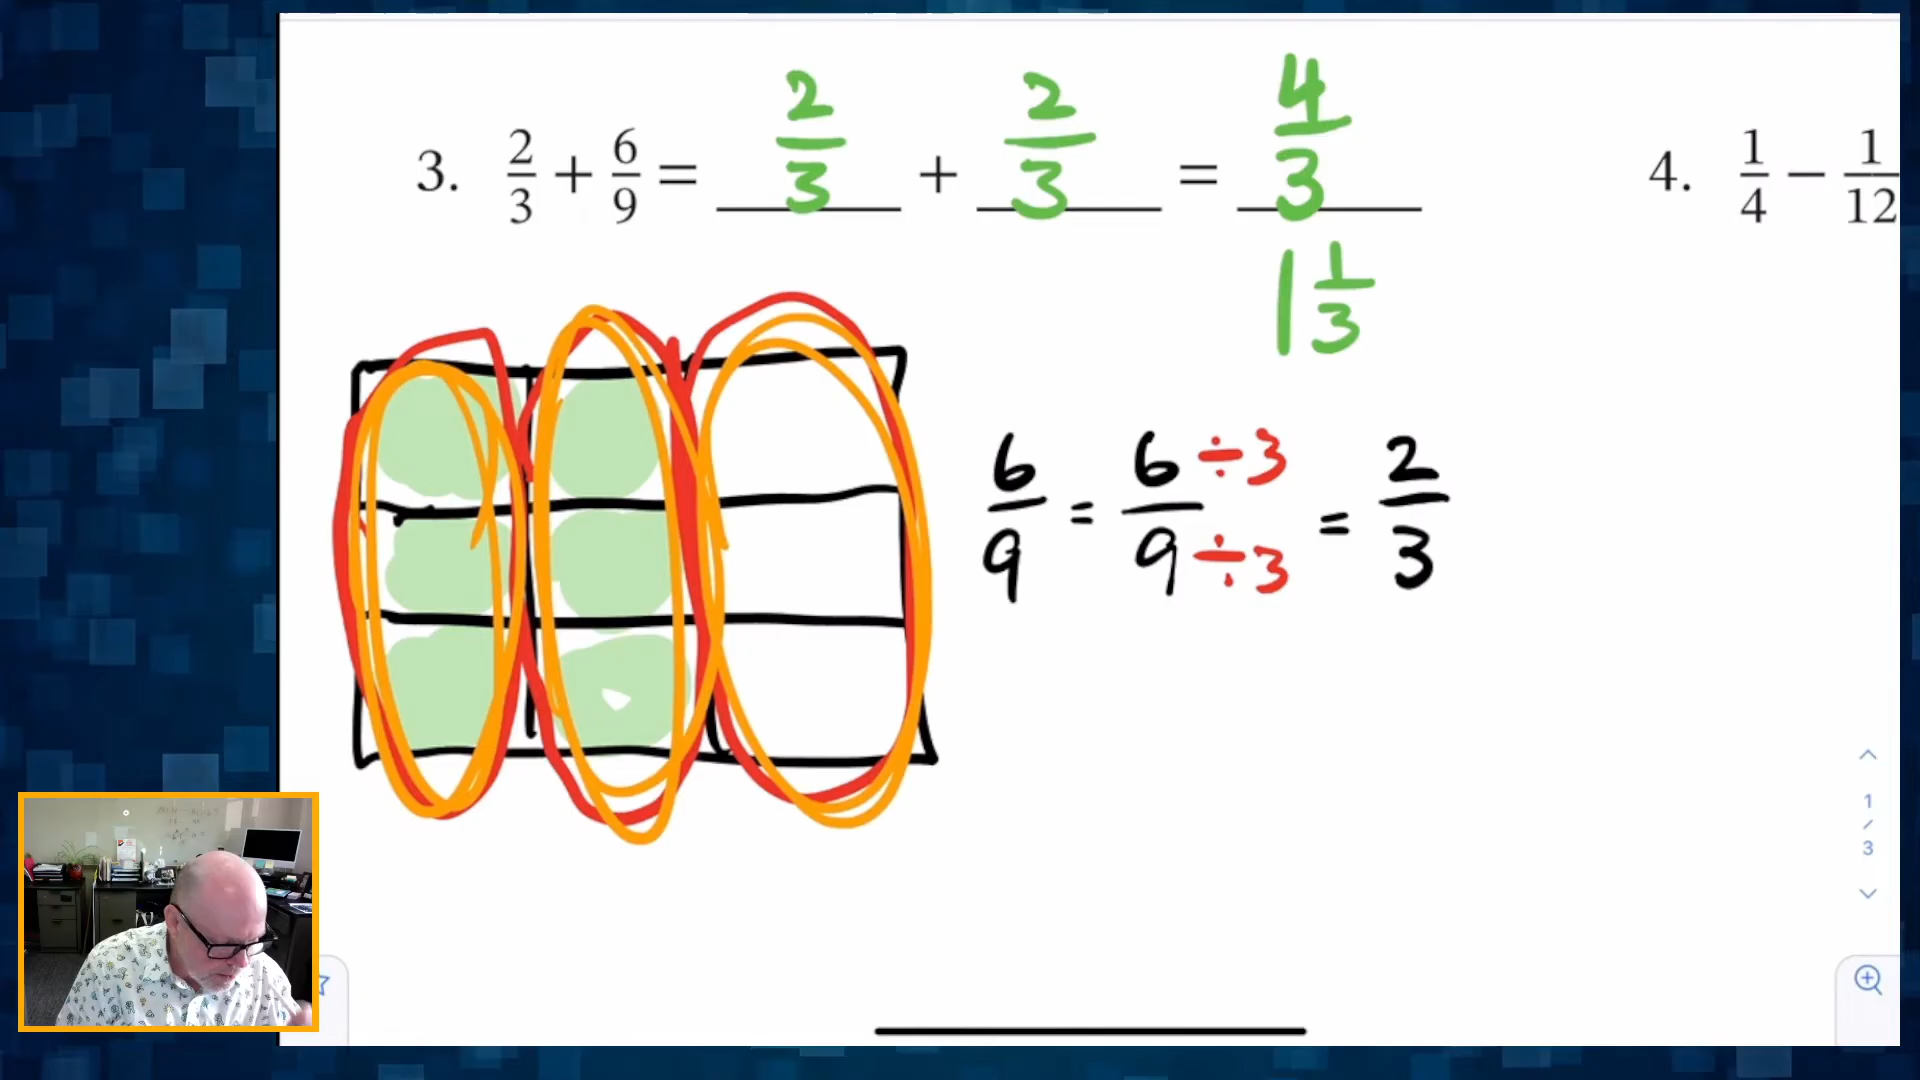 3. 2/3 + 6/9 = 2/3 + 2/3 = 4/3
1 1/3
4. 1/4 − 1/12
6/9 = 6÷3/9÷3 = 2/3
1
/
3